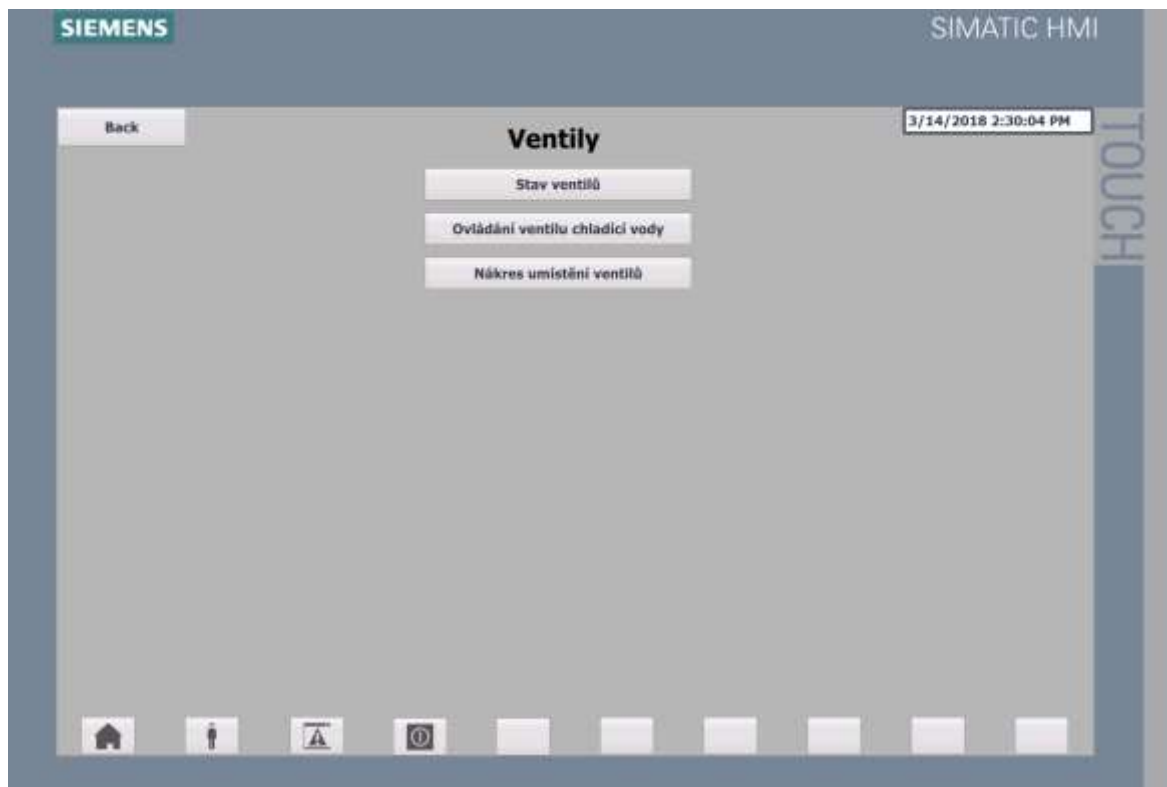 SIEMENS
SIMATIC HMI
TOUCH
Back
3/14/2018 2:30:04 PM
Ventily
Stav ventilů
Ovládání ventilu chladící vody
Nákres umístění ventilů